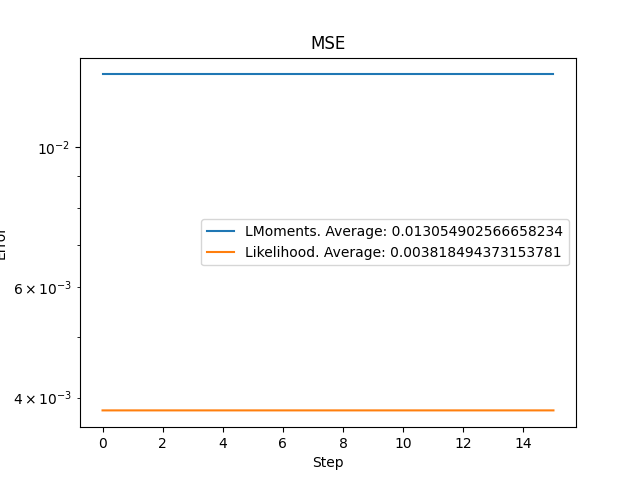 MSE
10⁻²
6 × 10⁻³
4 × 10⁻³
Error
LMoments. Average: 0.013054902566658234
Likelihood. Average: 0.003818494373153781
0 2 4 6 8 10 12 14
Step